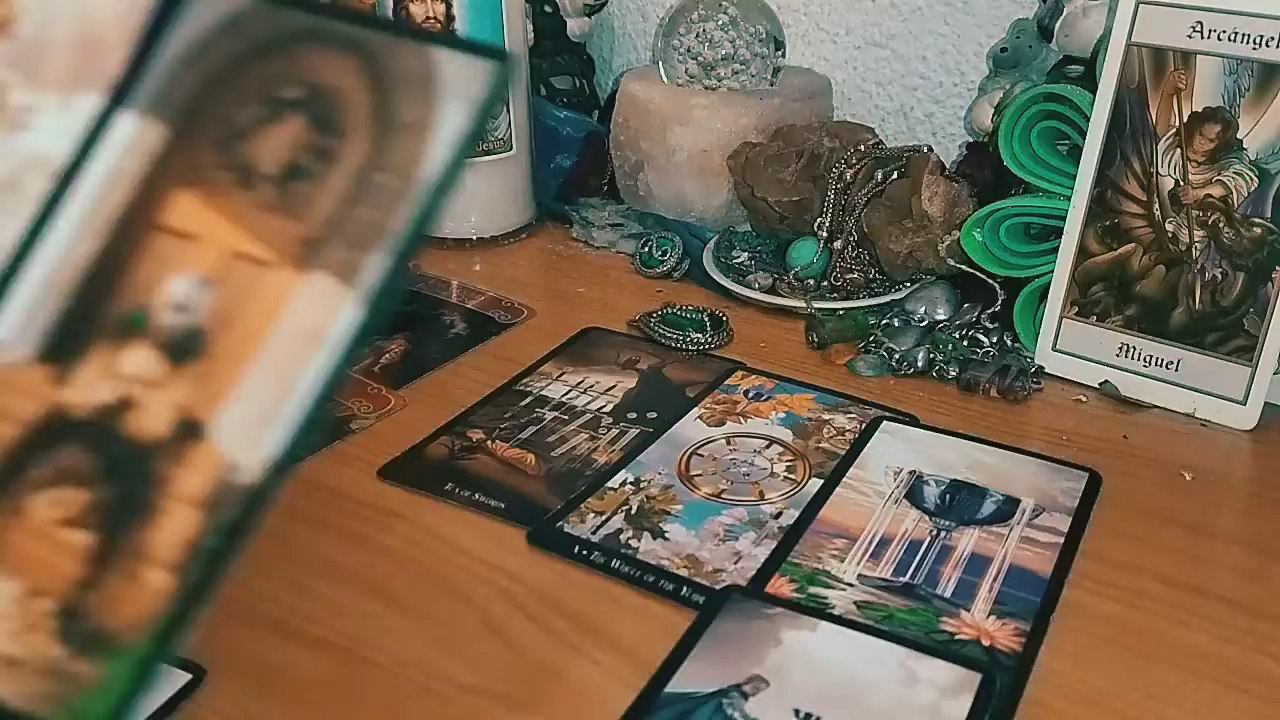 Jesus
Arcángel
Miguel
Ten of Swords
X • The Wheel of the Year